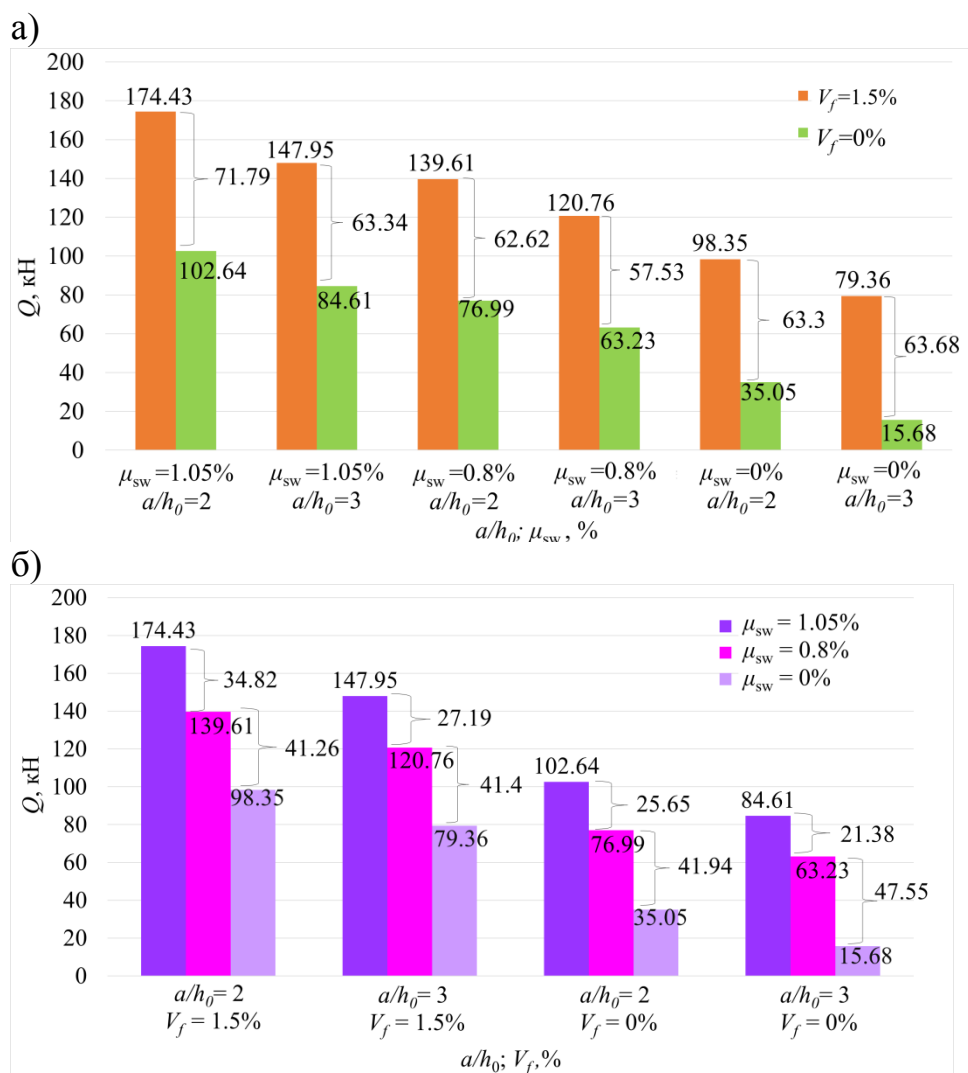 а)
200
180
160
140
120
100
80
60
40
20
0
Q, кН
174.43
71.79
102.64
147.95
63.34
84.61
139.61
62.62
76.99
120.76
57.53
63.23
98.35
63.3
35.05
79.36
63.68
15.68
V_f=1.5%
V_f=0%
μ_sw=1.05%
a/h_0=2
μ_sw=1.05%
a/h_0=3
μ_sw=0.8%
a/h_0=2
μ_sw=0.8%
a/h_0=3
μ_sw=0%
a/h_0=2
μ_sw=0%
a/h_0=3
a/h_0; μ_sw, %
б)
200
180
160
140
120
100
80
60
40
20
0
Q, кН
174.43
34.82
139.61
41.26
98.35
147.95
27.19
120.76
41.4
79.36
102.64
25.65
76.99
41.94
35.05
84.61
21.38
63.23
47.55
15.68
μ_sw = 1.05%
μ_sw = 0.8%
μ_sw = 0%
a/h_0= 2
V_f = 1.5%
a/h_0= 3
V_f = 1.5%
a/h_0= 2
V_f = 0%
a/h_0= 3
V_f = 0%
a/h_0; V_f,%